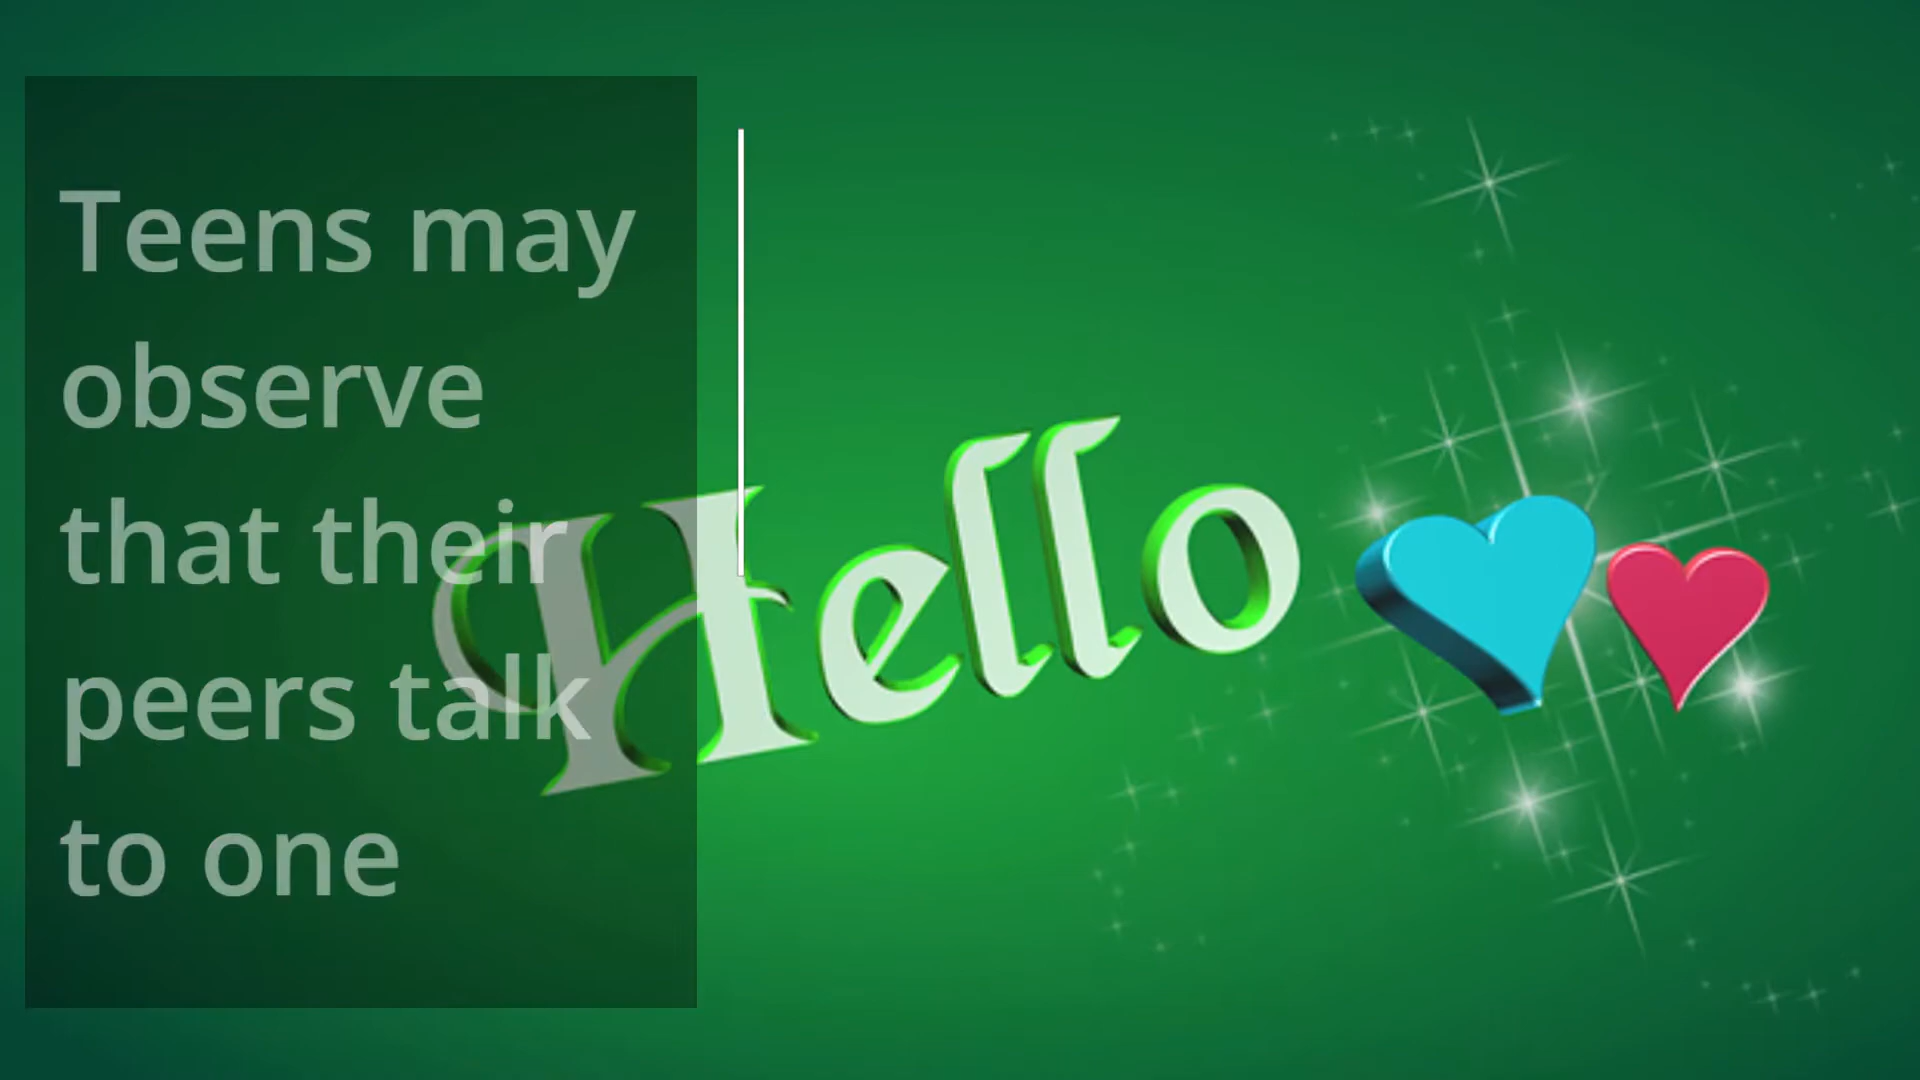 Teens may
observe
that their
peers talk
to one
Hello